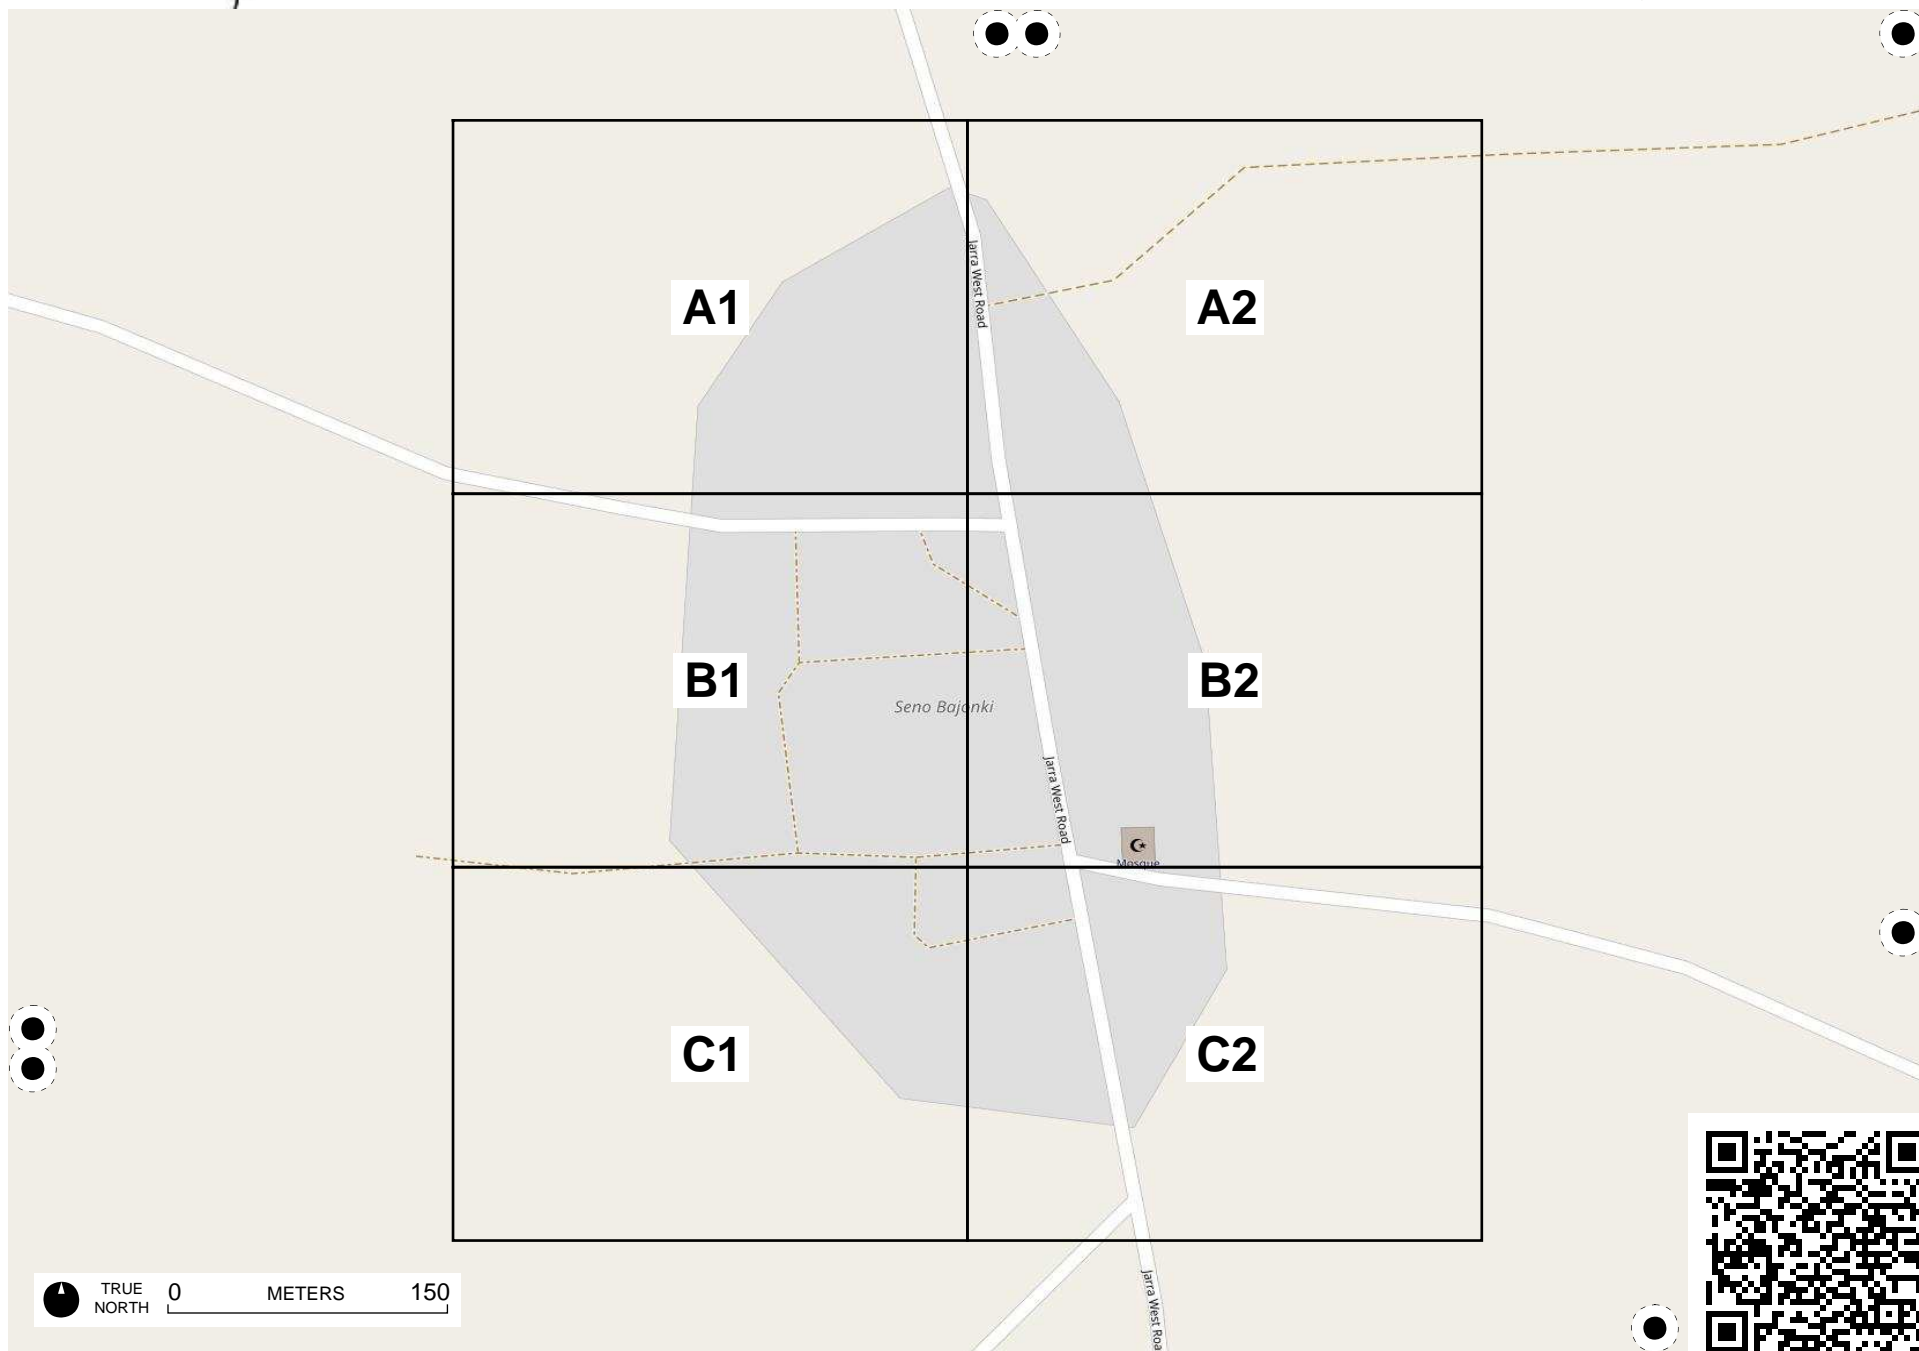 A1
Jarra West Road
A2
B1
B2
Seno Bajonki
Jarra West Road
Mosque
C1
C2
TRUE NORTH
0 METERS 150
Jarra West Roa